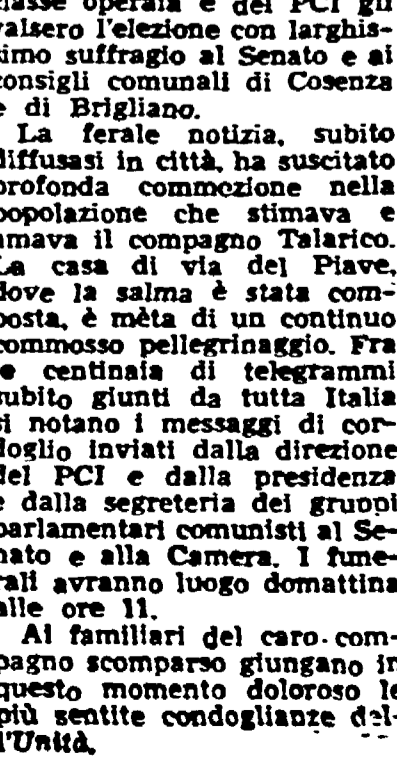 classe operaia e del PCI gli
valsero l'elezione con larghis-
simo suffragio al Senato e ai
consigli comunali di Cosenza
e di Brigliano.
La ferale notizia, subito
diffusasi in città, ha suscitato
profonda commozione nella
popolazione che stimava e
amava il compagno Talarico.
La casa di via del Piave,
dove la salma è stata com-
posta, è mèta di un continuo
commosso pellegrinaggio. Fra
le centinaia di telegrammi
subito giunti da tutta Italia
si notano i messaggi di cor-
doglio inviati dalla direzione
del PCI e dalla presidenza
e dalla segreteria dei gruppi
parlamentari comunisti al Se-
nato e alla Camera. I fune-
rali avranno luogo domattina
alle ore 11.
Ai familiari del caro com-
pagno scomparso giungano in
questo momento doloroso le
più sentite condoglianze del-
l'Unità.